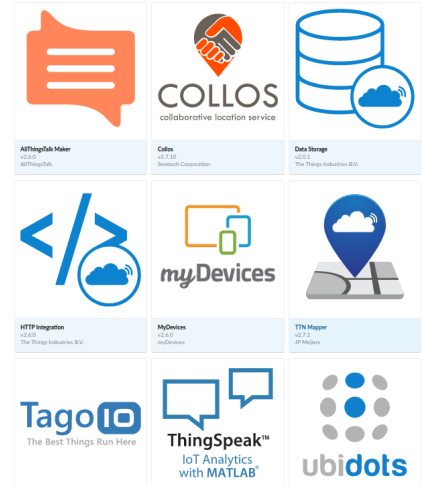 COLLOS
collaborative location service
AllThingsTalk Maker
v2.6.0
AllThingsTalk
Collos
v2.7.10
Semtech Corporation
Data Storage
v2.0.1
The Things Industries B.V.
</>
myDevices
HTTP Integration
v2.6.0
The Things Industries B.V.
MyDevices
v2.6.0
myDevices
TTN Mapper
v2.7.1
JP Meijers
Tago IO
The Best Things Run Here
ThingSpeak™
IoT Analytics
with MATLAB®
ubidots